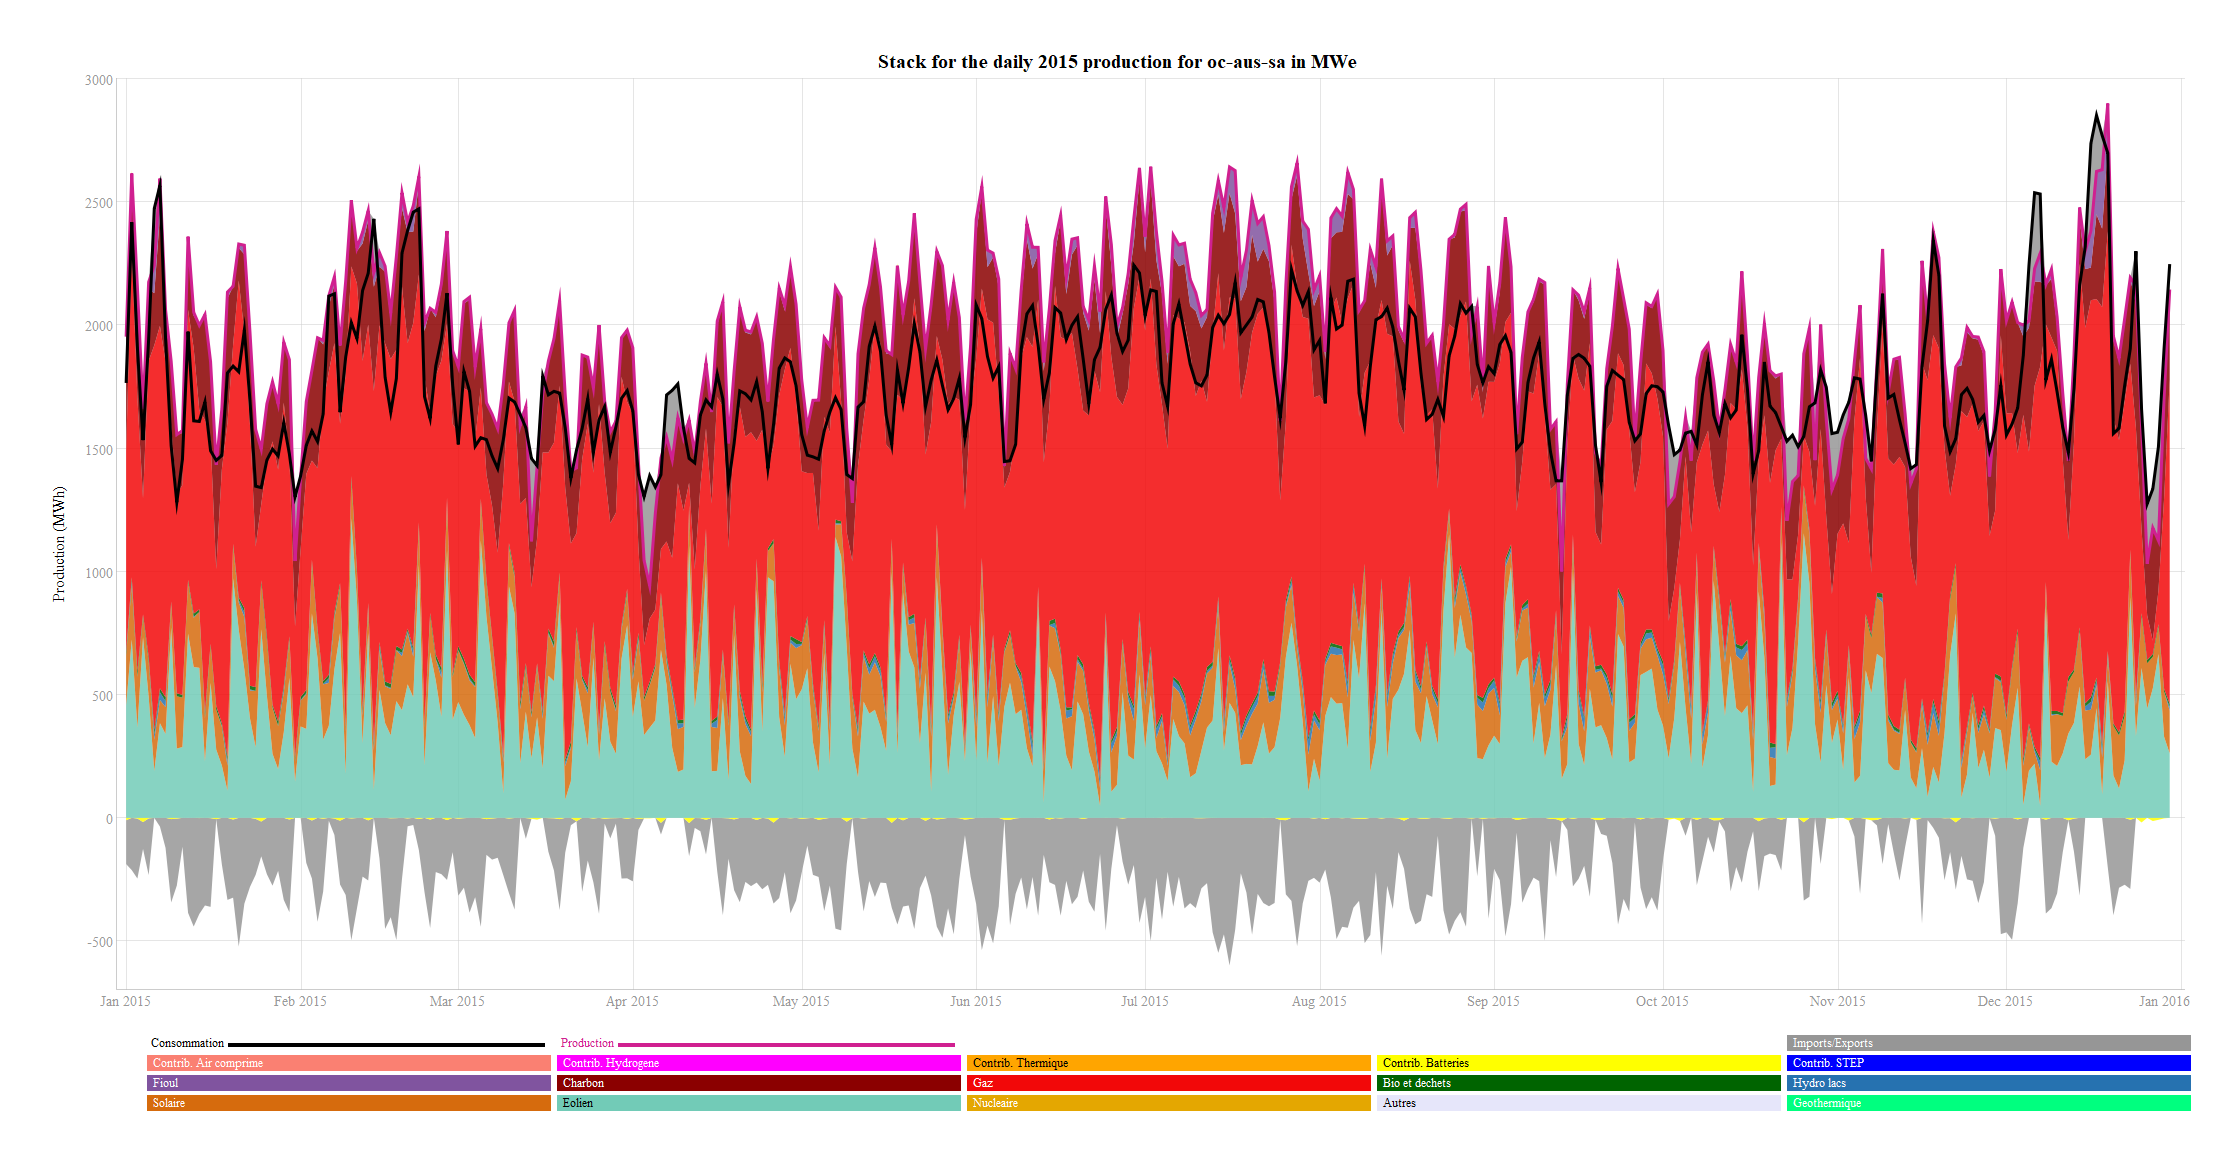 Stack for the daily 2015 production for oc-aus-sa in MWe
3000
2500
2000
1500
1000
500
0
-500
Production (MWh)
Jan 2015 Feb 2015 Mar 2015 Apr 2015 May 2015 Jun 2015 Jul 2015 Aug 2015 Sep 2015 Oct 2015 Nov 2015 Dec 2015 Jan 2016
Consommation Production Imports/Exports
Contrib. Air comprime Contrib. Hydrogene Contrib. Thermique Contrib. Batteries Contrib. STEP
Fioul Charbon Gaz Bio et dechets Hydro lacs
Solaire Eolien Nucleaire Autres Geothermique